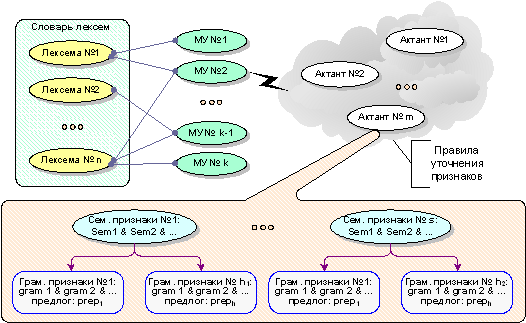 Словарь лексем
Лексема №1
Лексема №2
Лексема № n
МУ №1
МУ №2
МУ № k-1
МУ № k
Актант №1
Актант №2
Актант № m
Правила
уточнения
признаков
Сем. признаки №1:
Sem1 & Sem2 & ...
Сем. признаки № s:
Sem1 & Sem2 & ...
Грам. признаки №1:
gram 1 & gram 2 & ...
предлог: prep1
Грам. признаки № h1:
gram 1 & gram 2 & ...
предлог: preph
Грам. признаки №1:
gram 1 & gram 2 & ...
предлог: prep1
Грам. признаки № h2:
gram 1 & gram 2 & ...
предлог: preph